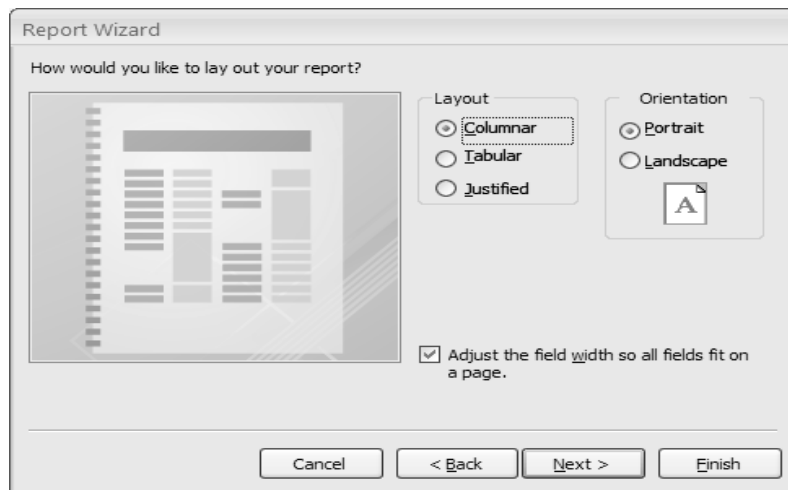 Report Wizard
How would you like to lay out your report?
Layout
Columnar
Tabular
Justified
Orientation
Portrait
Landscape
A
Adjust the field width so all fields fit on
a page.
Cancel
< Back
Next >
Finish